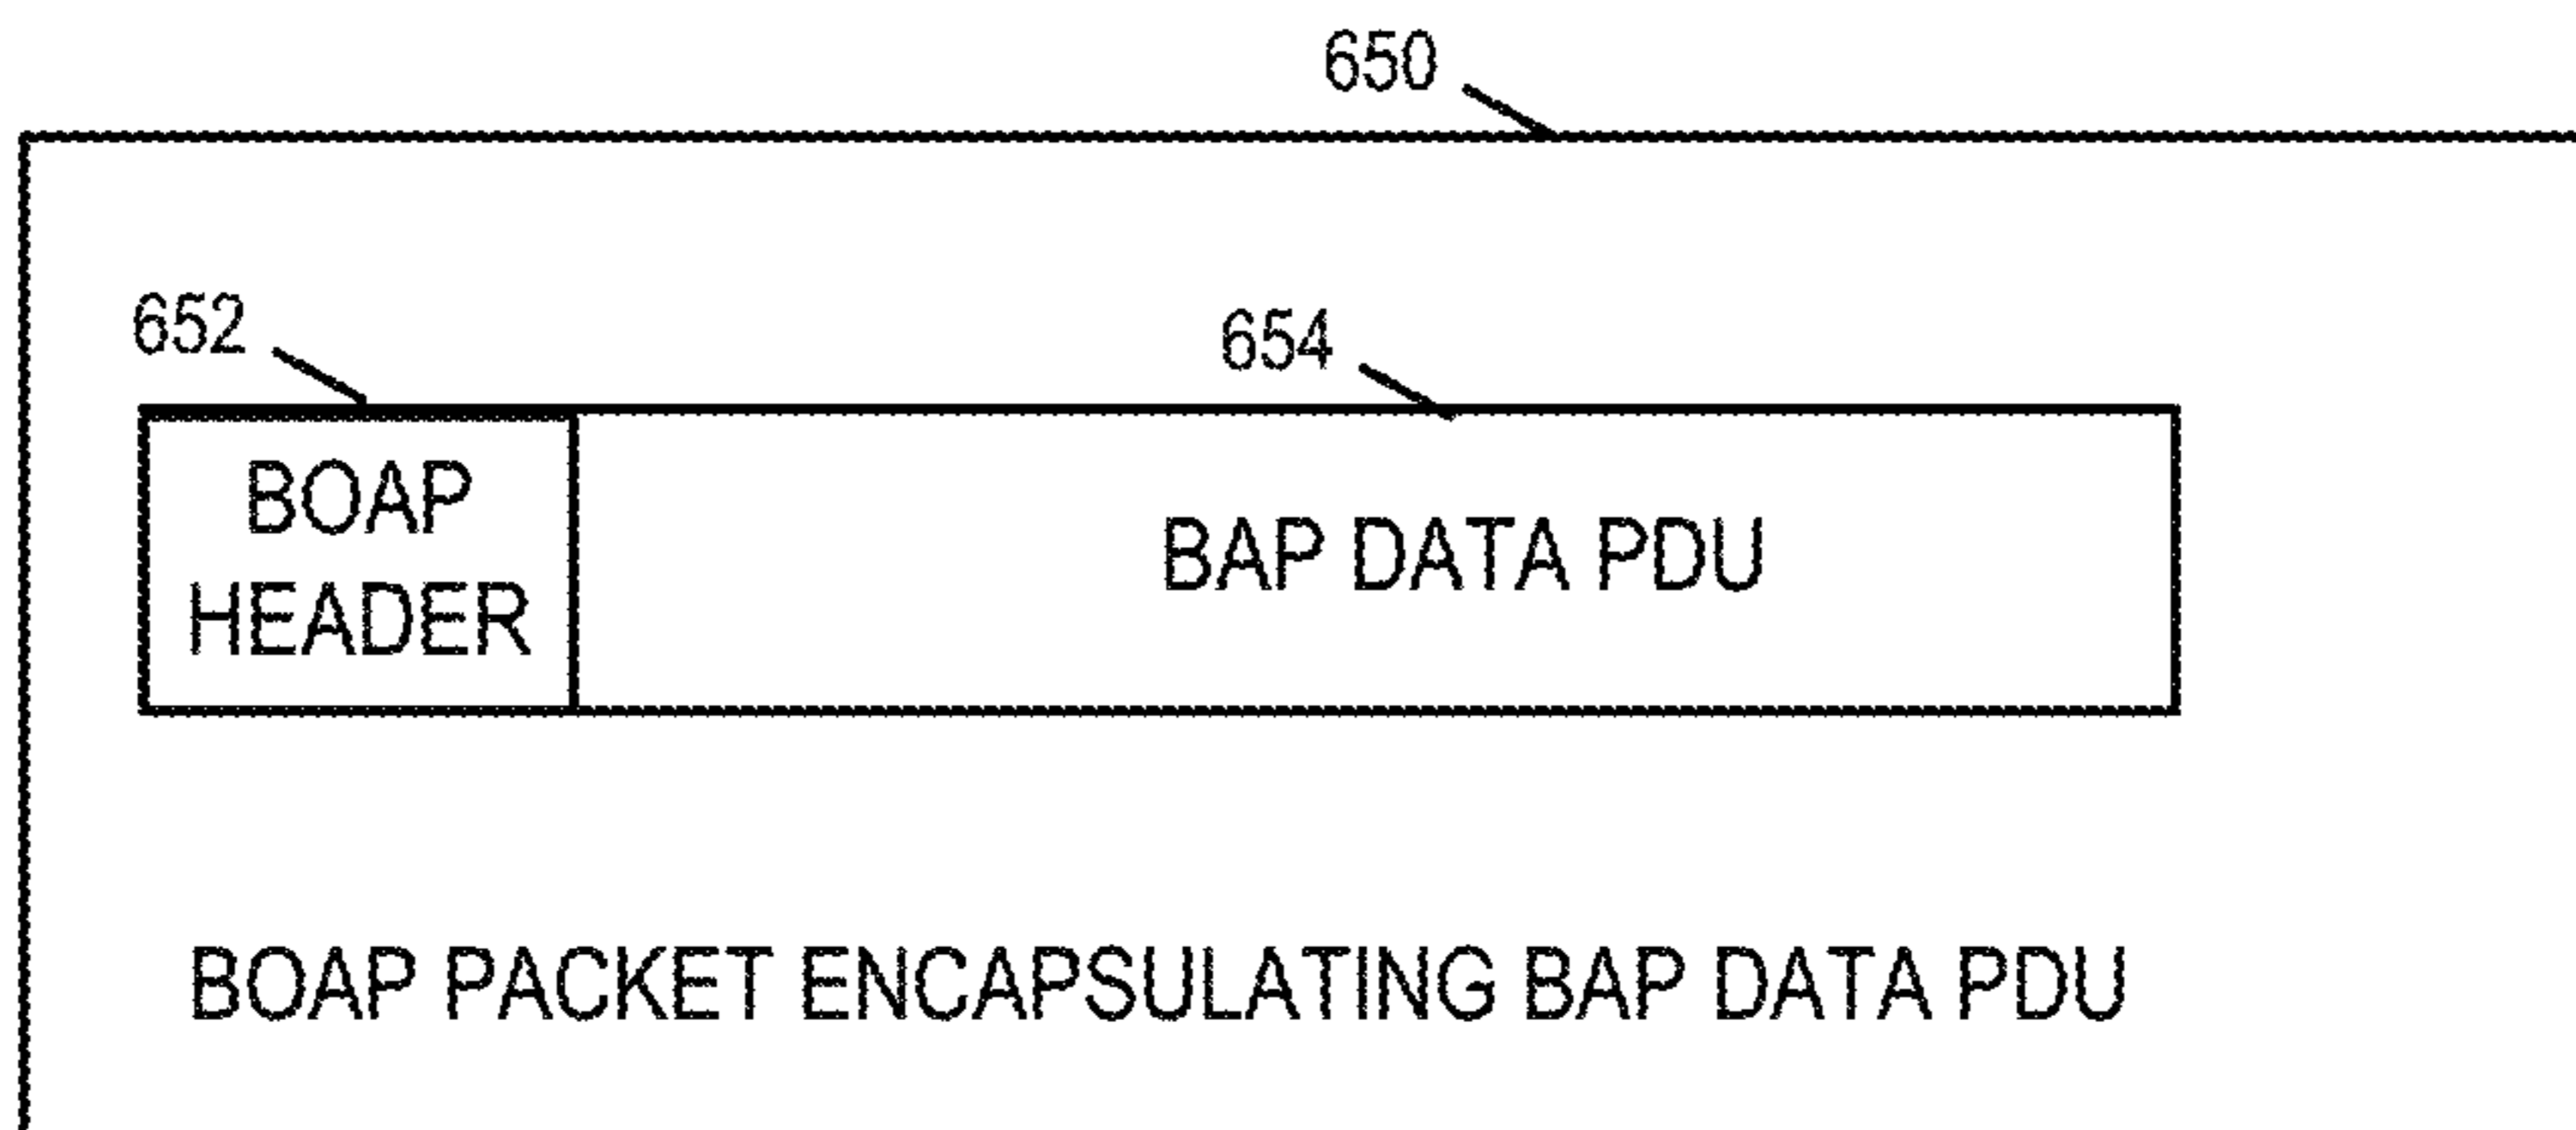 650
652
654
BOAP
HEADER
BAP DATA PDU
BOAP PACKET ENCAPSULATING BAP DATA PDU